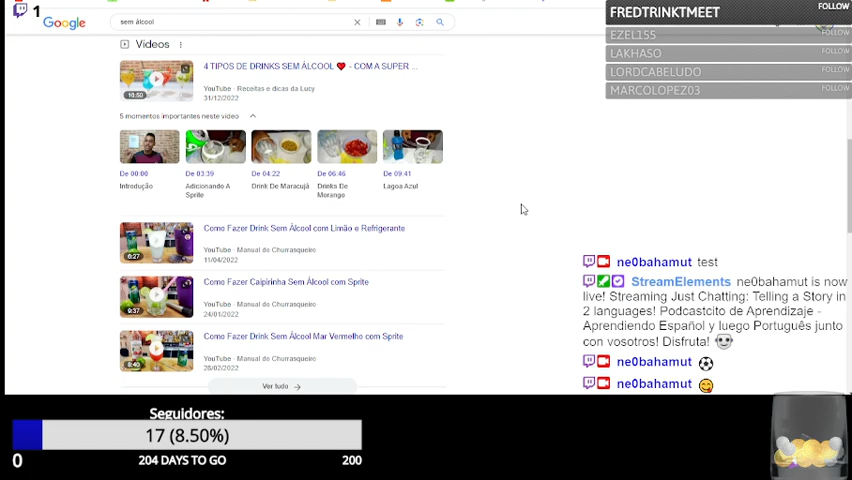 1
Google
sem álcool
FREDTRINKTMEET FOLLOW
EZEL155 FOLLOW
LAKHASO FOLLOW
LORDCABELUDO FOLLOW
MARCOLOPEZ03 FOLLOW
Vídeos
4 TIPOS DE DRINKS SEM ÁLCOOL ❤️ - COM A SUPER ...
YouTube · Receitas e dicas da Lucy
31/12/2022
10:50
5 momentos importantes neste vídeo
De 00:00
Introdução
De 03:39
Adicionando A
Sprite
De 04:22
Drink De Maracujá
De 06:46
Drinks De
Morango
De 09:41
Lagoa Azul
Como Fazer Drink Sem Álcool com Limão e Refrigerante
YouTube · Manual do Churrasqueiro
11/04/2022
6:27
Como Fazer Caipirinha Sem Álcool com Sprite
YouTube · Manual do Churrasqueiro
24/01/2022
9:37
Como Fazer Drink Sem Álcool Mar Vermelho com Sprite
YouTube · Manual do Churrasqueiro
28/02/2022
8:40
Ver tudo →
ne0bahamut test
StreamElements ne0bahamut is now
live! Streaming Just Chatting: Telling a Story in
2 languages! Podcastcito de Aprendizaje -
Aprendiendo Español y luego Português junto
con vosotros! Disfruta! 💀
ne0bahamut ⚽
ne0bahamut 😋
Seguidores:
17 (8.50%)
0 204 DAYS TO GO 200